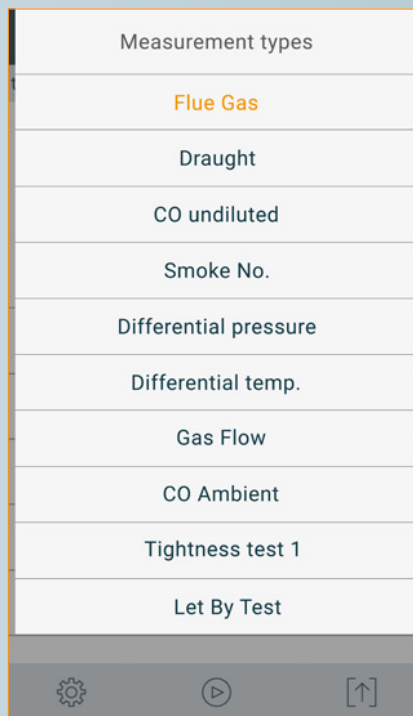 Measurement types
Flue Gas
Draught
CO undiluted
Smoke No.
Differential pressure
Differential temp.
Gas Flow
CO Ambient
Tightness test 1
Let By Test